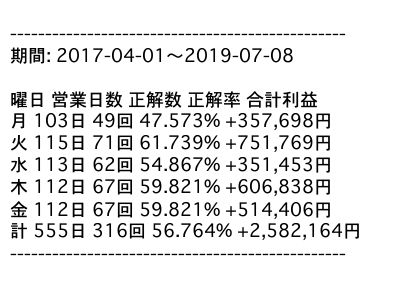 ------------------------------------------------
期間: 2017-04-01～2019-07-08
曜日 営業日数 正解数 正解率 合計利益
月 103日 49回 47.573% +357,698円
火 115日 71回 61.739% +751,769円
水 113日 62回 54.867% +351,453円
木 112日 67回 59.821% +606,838円
金 112日 67回 59.821% +514,406円
計 555日 316回 56.764% +2,582,164円
------------------------------------------------